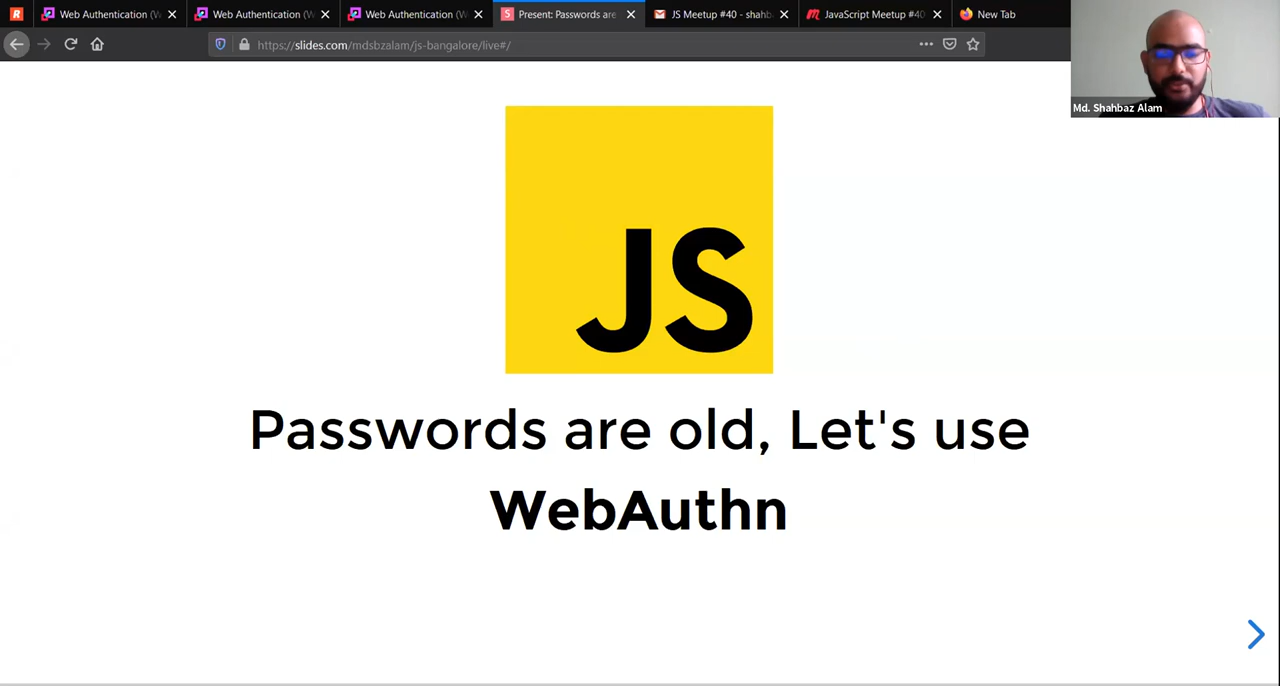 R
Web Authentication (W
Web Authentication (W
Web Authentication (W
S
Present: Passwords are
JS Meetup #40 - shahb
JavaScript Meetup #40
New Tab
https://slides.com/mdsbzalam/js-bangalore/live#/
Md. Shahbaz Alam
JS
Passwords are old, Let's use
WebAuthn